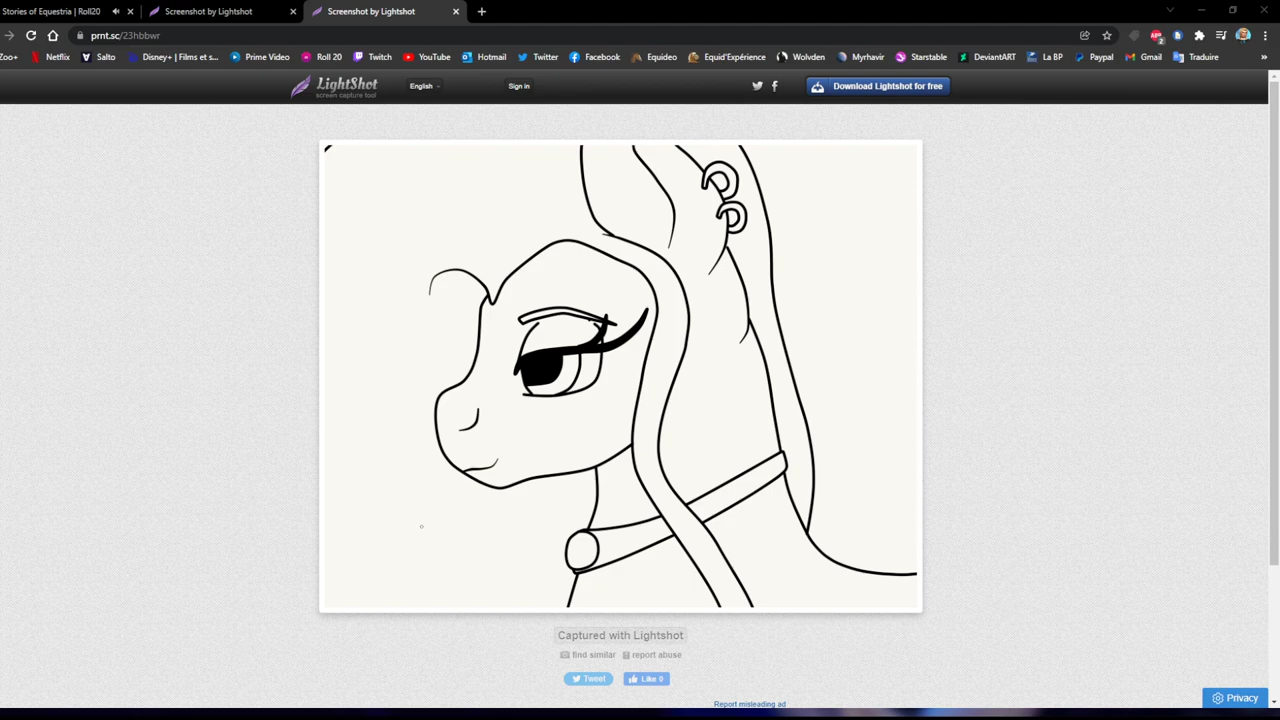 Stories of Equestria | Roll20
Screenshot by Lightshot
Screenshot by Lightshot
prnt.sc/23hbbwr
Netflix
Salto
Disney+ | Films et s...
Prime Video
Roll 20
Twitch
YouTube
Hotmail
Twitter
Facebook
Equideo
Equid'Expérience
Wolvden
Myrhavir
Starstable
DeviantART
La BP
Paypal
Gmail
Traduire
»
LightShot
screen capture tool
English
Sign in
Download Lightshot for free
Captured with Lightshot
find similar
report abuse
Tweet
Like 0
Report misleading ad
Privacy